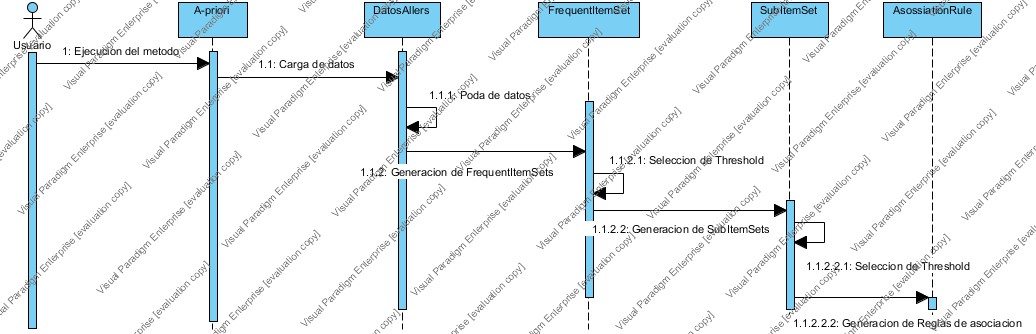 A-priori
DatosAllers
FrequentItemSet
SubItemSet
AsossiationRule
Usuario
1: Ejecucion del metodo
1.1: Carga de datos
1.1.1: Poda de datos
1.1.2: Generacion de FrequentItemSets
1.1.2.1: Seleccion de Threshold
1.1.2.2: Generacion de SubItemSets
1.1.2.2.1: Seleccion de Threshold
1.1.2.2.2: Generacion de Reglas de asociacion
Visual Paradigm Enterprise [evaluation copy]